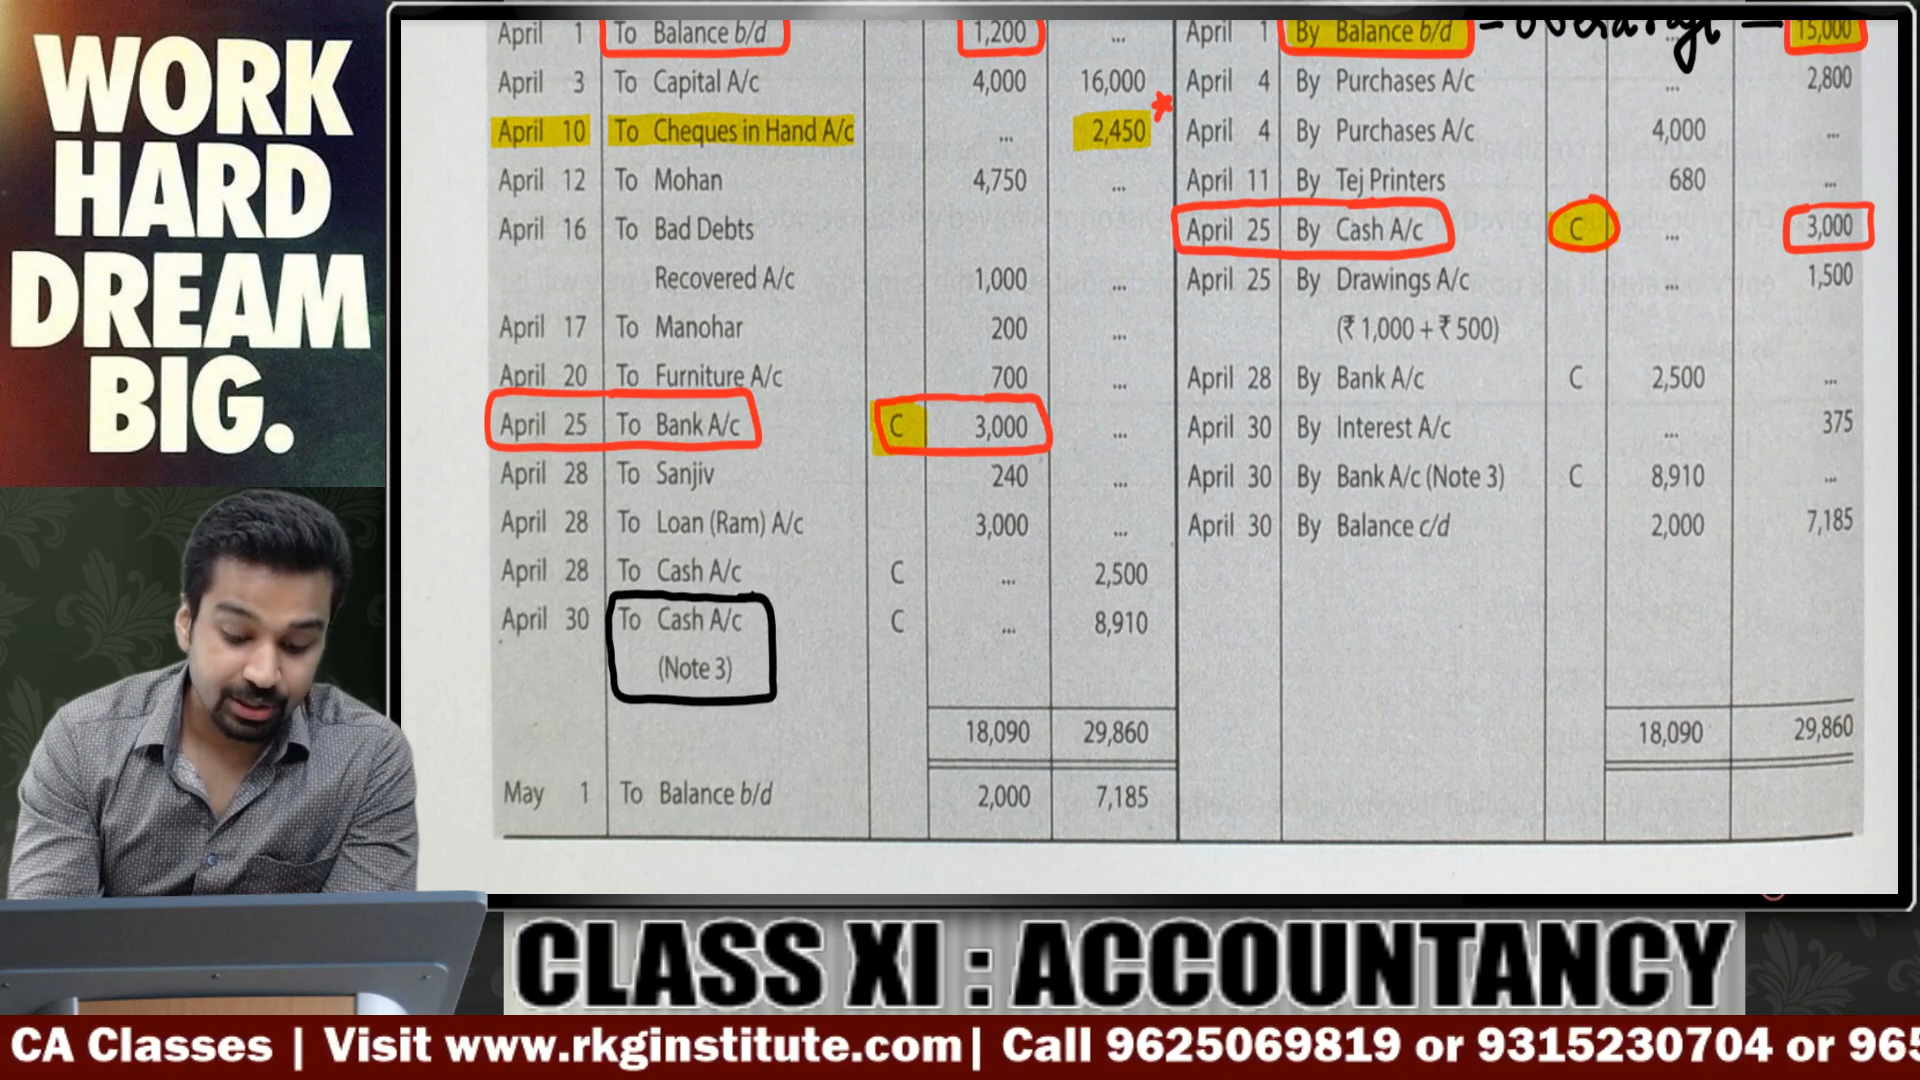 WORK
HARD
DREAM
BIG.
April 1 To Balance b/d 1,200 ... April 1 By Balance b/d ... 15,000
April 3 To Capital A/c 4,000 16,000 April 4 By Purchases A/c ... 2,800
April 10 To Cheques in Hand A/c ... 2,450 * April 4 By Purchases A/c 4,000 ...
April 12 To Mohan 4,750 ... April 11 By Tej Printers 680 ...
April 16 To Bad Debts April 25 By Cash A/c C ... 3,000
Recovered A/c 1,000 ... April 25 By Drawings A/c ... 1,500
April 17 To Manohar 200 ... (₹ 1,000 + ₹ 500)
April 20 To Furniture A/c 700 ... April 28 By Bank A/c C 2,500 ...
April 25 To Bank A/c C 3,000 ... April 30 By Interest A/c ... 375
April 28 To Sanjiv 240 ... April 30 By Bank A/c (Note 3) C 8,910 ...
April 28 To Loan (Ram) A/c 3,000 ... April 30 By Balance c/d 2,000 7,185
April 28 To Cash A/c C ... 2,500
April 30 To Cash A/c C ... 8,910
(Note 3)
18,090 29,860 18,090 29,860
May 1 To Balance b/d 2,000 7,185
CLASS XI : ACCOUNTANCY
CA Classes | Visit www.rkginstitute.com| Call 9625069819 or 9315230704 or 965